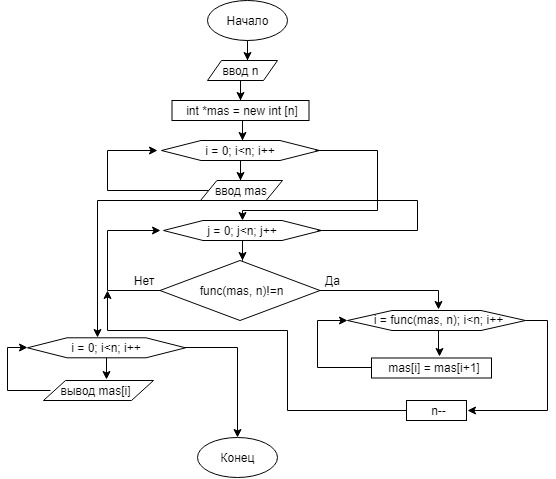 Начало
ввод n
int *mas = new int [n]
i = 0; i<n; i++
ввод mas
j = 0; j<n; j++
func(mas, n)!=n
Нет
Да
i = func(mas, n); i<n; i++
mas[i] = mas[i+1]
n--
i = 0; i<n; i++
вывод mas[i]
Конец